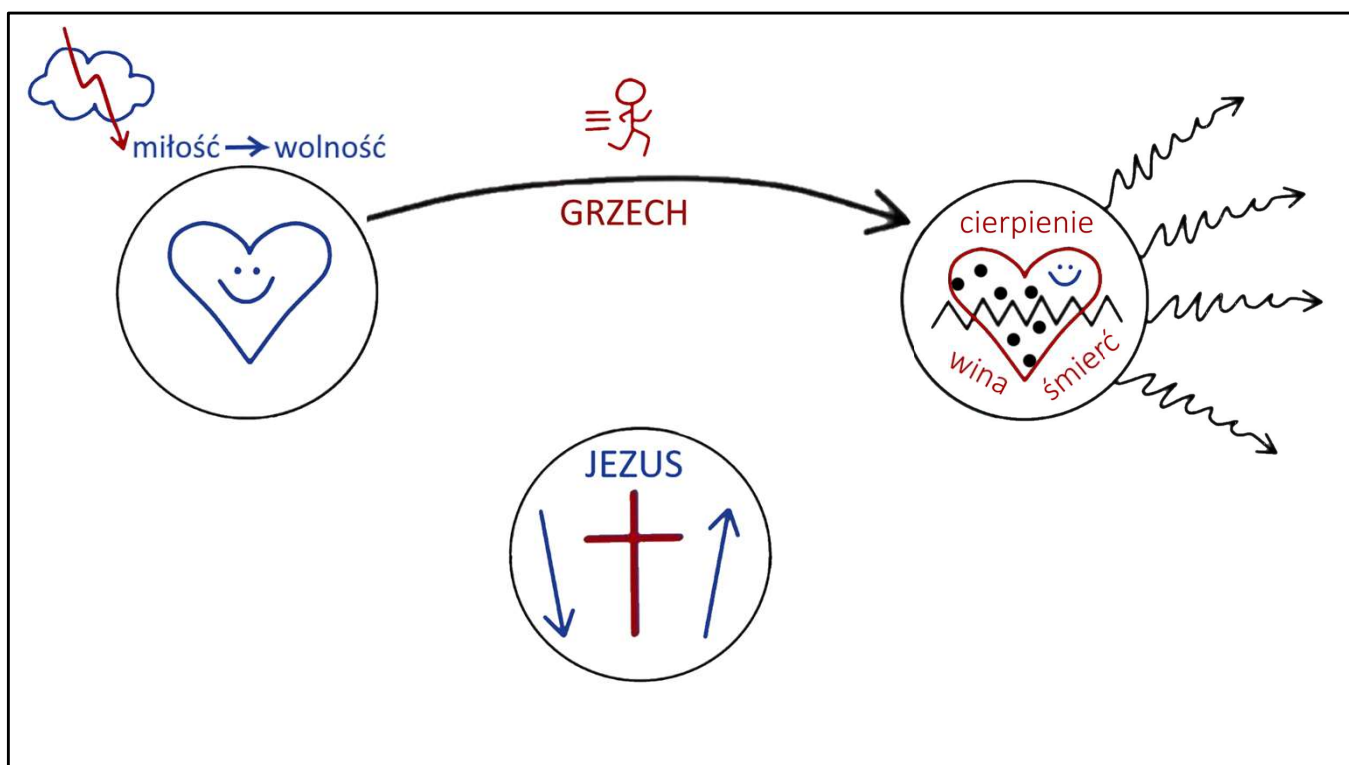 miłość → wolność
GRZECH
cierpienie
wina
śmierć
JEZUS